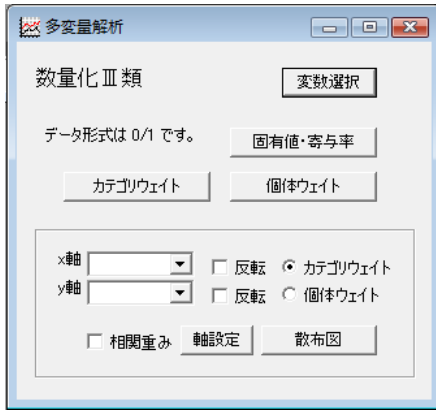 多変量解析
数量化Ⅲ類
変数選択
データ形式は 0/1 です。
固有値・寄与率
カテゴリウェイト
個体ウェイト
x軸
反転
カテゴリウェイト
y軸
反転
個体ウェイト
相関重み
軸設定
散布図